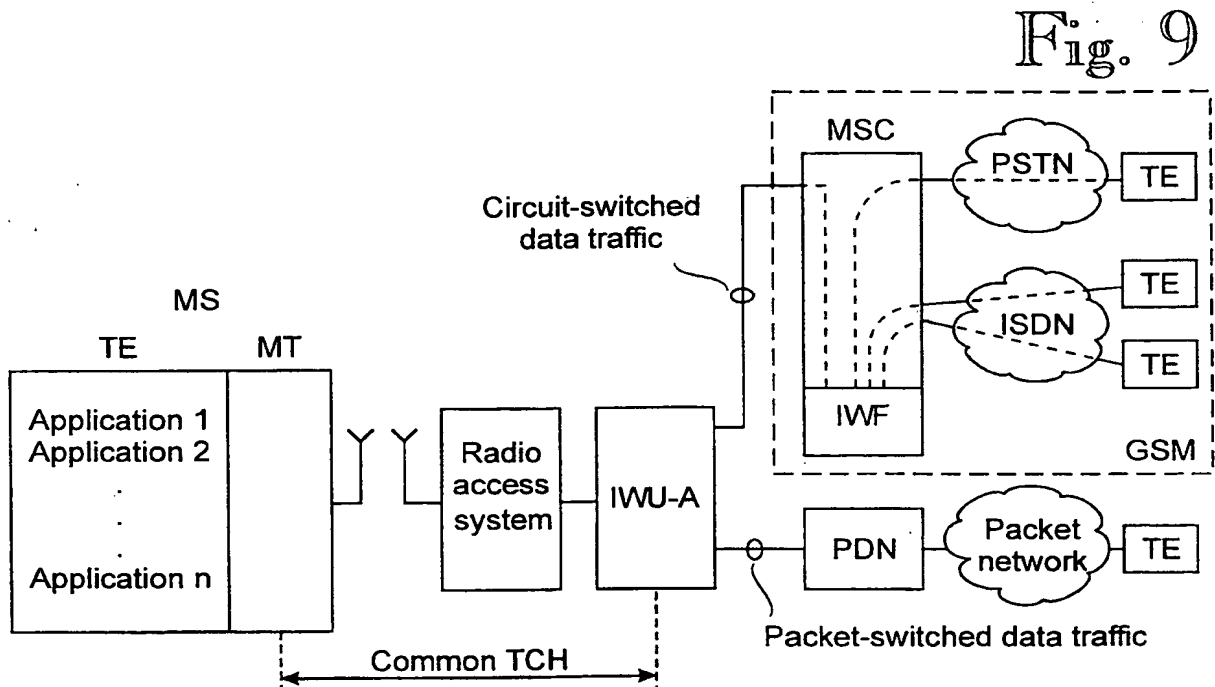 Fig. 9
MSC
PSTN
TE
Circuit-switched
data traffic
TE
ISDN
MS
TE
MT
TE
Application 1
Application 2
.
.
.
Application n
Radio
access
system
IWU-A
IWF
GSM
PDN
Packet
network
TE
Packet-switched data traffic
Common TCH